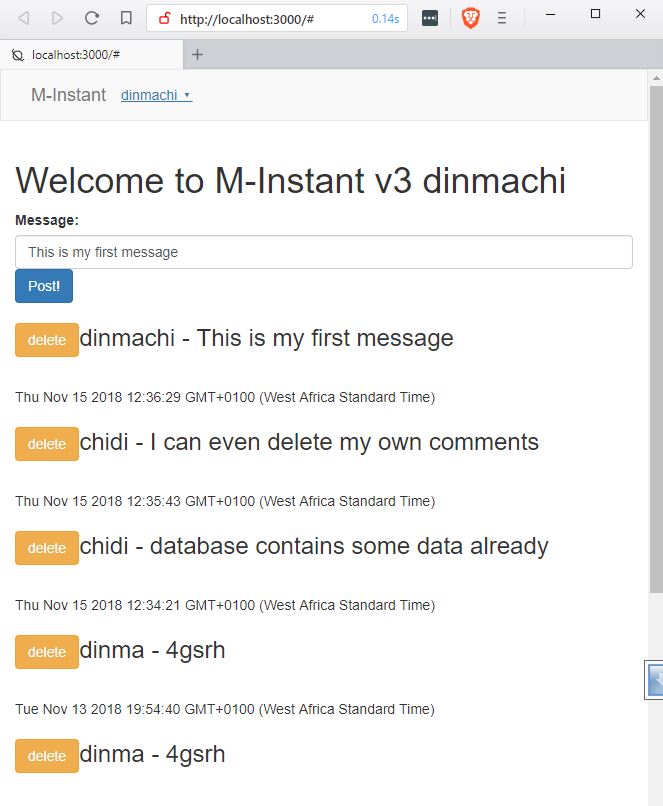 http://localhost:3000/# 0.14s
localhost:3000/#
M-Instant dinmachi
Welcome to M-Instant v3 dinmachi
Message:
This is my first message
Post!
delete dinmachi - This is my first message
Thu Nov 15 2018 12:36:29 GMT+0100 (West Africa Standard Time)
delete chidi - I can even delete my own comments
Thu Nov 15 2018 12:35:43 GMT+0100 (West Africa Standard Time)
delete chidi - database contains some data already
Thu Nov 15 2018 12:34:21 GMT+0100 (West Africa Standard Time)
delete dinma - 4gsrh
Tue Nov 13 2018 19:54:40 GMT+0100 (West Africa Standard Time)
delete dinma - 4gsrh